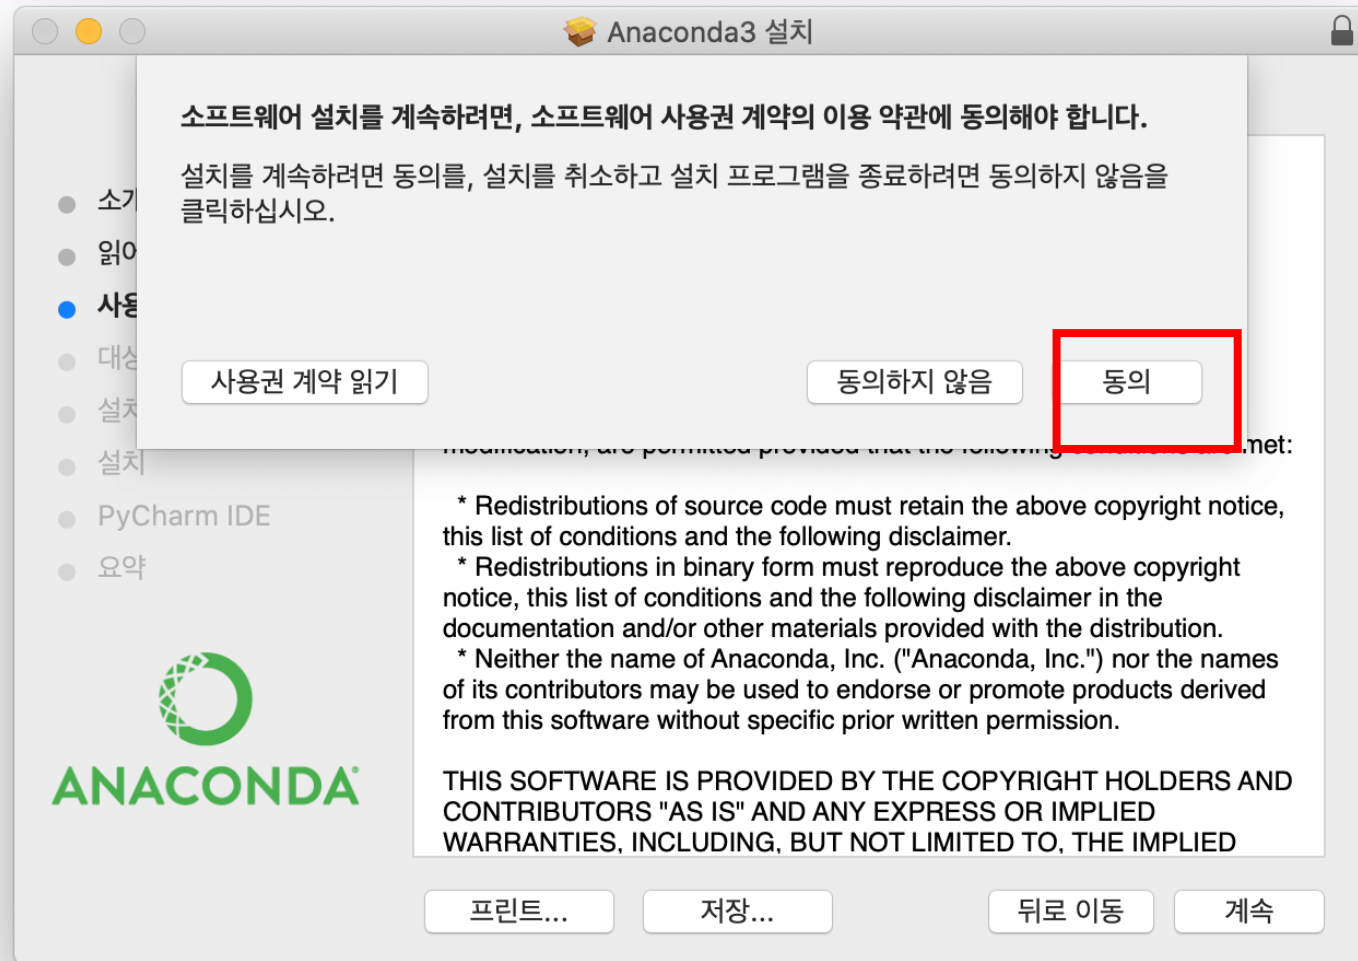 Anaconda3 설치
소프트웨어 설치를 계속하려면, 소프트웨어 사용권 계약의 이용 약관에 동의해야 합니다.
설치를 계속하려면 동의를, 설치를 취소하고 설치 프로그램을 종료하려면 동의하지 않음을
클릭하십시오.
사용권 계약 읽기
동의하지 않음
동의
설치
PyCharm IDE
요약
ANACONDA
modification, are permitted provided that the following conditions are met:
* Redistributions of source code must retain the above copyright notice,
this list of conditions and the following disclaimer.
* Redistributions in binary form must reproduce the above copyright
notice, this list of conditions and the following disclaimer in the
documentation and/or other materials provided with the distribution.
* Neither the name of Anaconda, Inc. ("Anaconda, Inc.") nor the names
of its contributors may be used to endorse or promote products derived
from this software without specific prior written permission.
THIS SOFTWARE IS PROVIDED BY THE COPYRIGHT HOLDERS AND
CONTRIBUTORS "AS IS" AND ANY EXPRESS OR IMPLIED
WARRANTIES, INCLUDING, BUT NOT LIMITED TO, THE IMPLIED
프린트...
저장...
뒤로 이동
계속